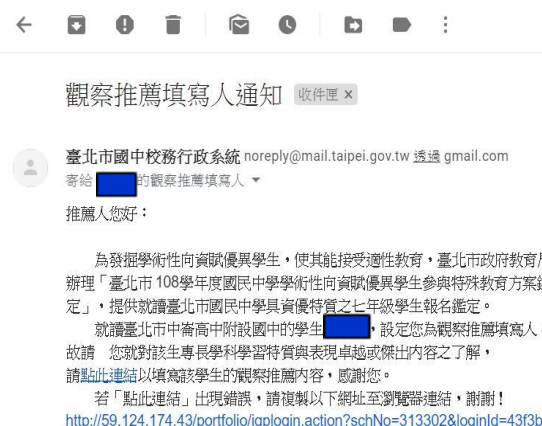 觀察推薦填寫人通知 收件匣 x
臺北市國中校務行政系統 noreply@mail.taipei.gov.tw 透過 gmail.com
寄給 的觀察推薦填寫人
推薦人您好：
為發掘學術性向資賦優異學生，使其能接受適性教育，臺北市政府教育局
辦理「臺北市 108學年度國民中學學術性向資賦優異學生參與特殊教育方案鑑
定」，提供就讀臺北市國民中學具資優特質之七年級學生報名鑑定。
就讀臺北市中崙高中附設國中的學生 ，設定您為觀察推薦填寫人
故請 您就對該生專長學科學習特質與表現卓越或傑出內容之了解，
請點此連結以填寫該學生的觀察推薦內容，感謝您。
若「點此連結」出現錯誤，請複製以下網址至瀏覽器連結，謝謝！
http://59.124.174.43/portfolio/igplogin.action?schNo=313302&loginId=43f3b